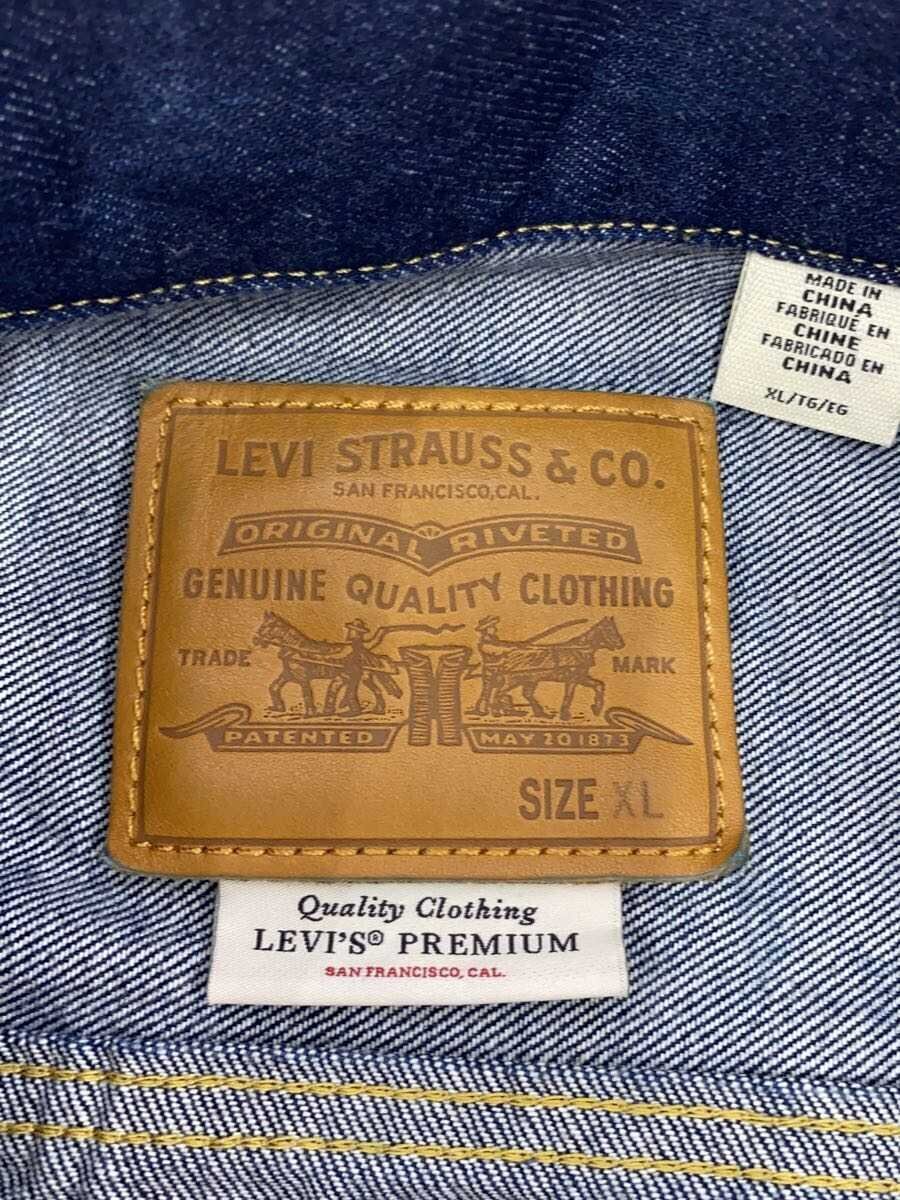 MADE IN
CHINA
FABRIQUÉ EN
CHINE
FABRICADO EN
CHINA
XL/TG/EG
LEVI STRAUSS & CO.
SAN FRANCISCO, CAL.
ORIGINAL RIVETED
GENUINE QUALITY CLOTHING
TRADE MARK
PATENTED MAY 20 1873
SIZE XL
Quality Clothing
LEVI'S® PREMIUM
SAN FRANCISCO, CAL.